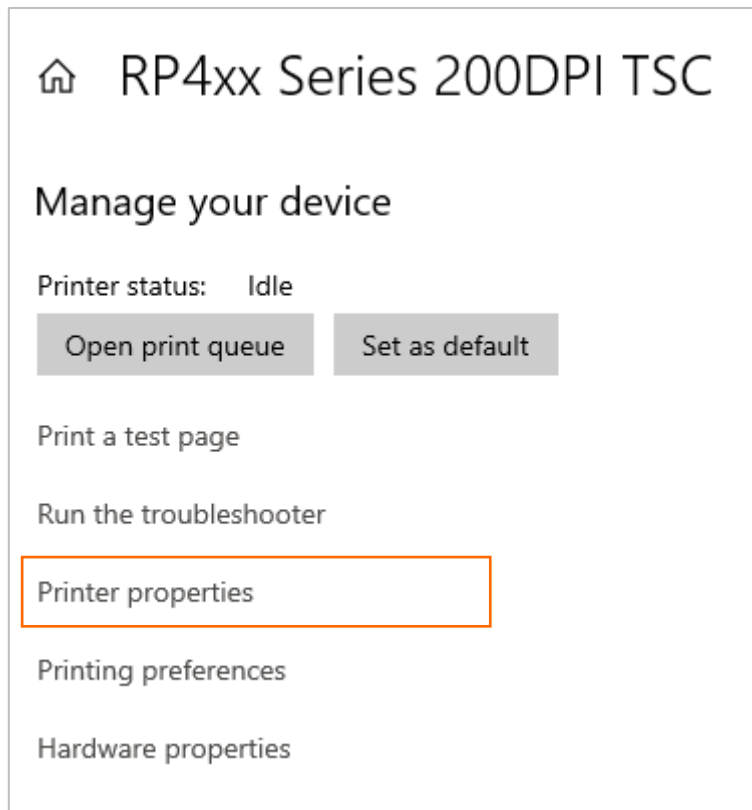 RP4xx Series 200DPI TSC
Manage your device
Printer status: Idle
Open print queue Set as default
Print a test page
Run the troubleshooter
Printer properties
Printing preferences
Hardware properties